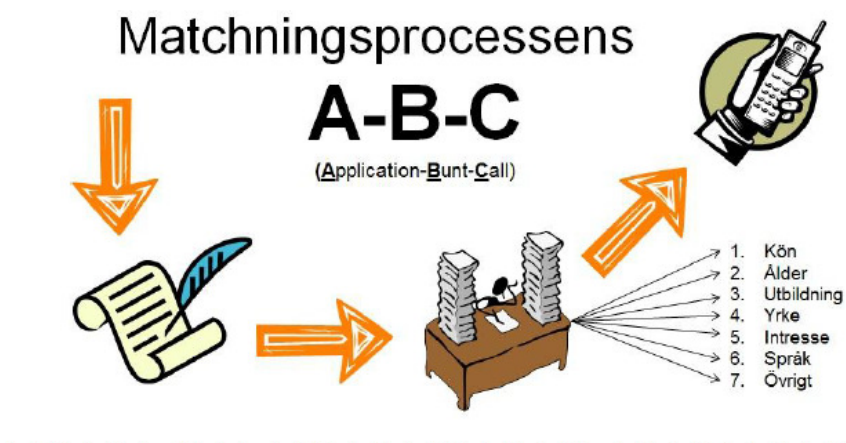 Matchningsprocessens
A-B-C
(Application-Bunt-Call)
1. Kön
2. Ålder
3. Utbildning
4. Yrke
5. Intresse
6. Språk
7. Övrigt